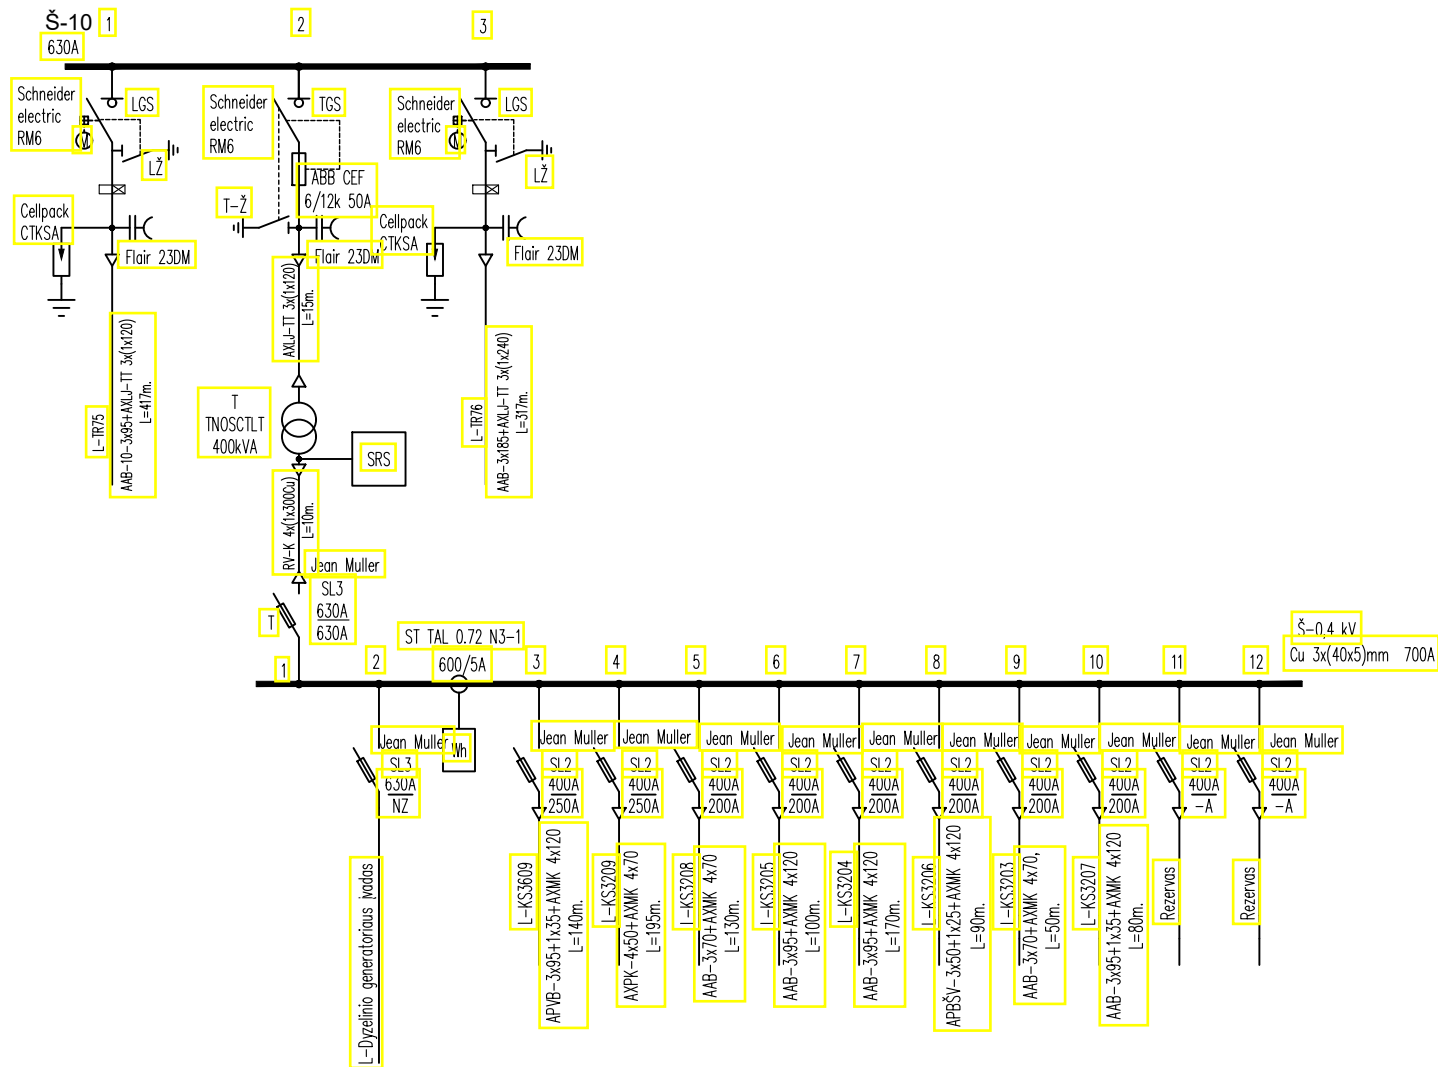 Š-10
1
2
3
630A
Schneider
electric
RM6
LGS
M
LŽ
Schneider
electric
RM6
TGS
Schneider
electric
RM6
LGS
M
LŽ
ABB CEF
6/12k 50A
T-Ž
Cellpack
CTKSA
Flair 23DM
Flair 23DM
Cellpack
CTKSA
Flair 23DM
L-TR75
AAB-10-3x95+AXLJ-TT 3x(1x120)
L=417m.
AXLJ-TT 3x(1x120)
L=15m.
L-TR76
AAB-3x185+AXLJ-TT 3x(1x240)
L=317m.
T
TNOSCTLT
400kVA
SRS
RV-K 4x(1x300Cu)
L=10m.
Jean Muller
SL3
630A
630A
T
ST TAL 0.72 N3-1
600/5A
Š-0,4 kV
Cu 3x(40x5)mm 700A
1
2
3
4
5
6
7
8
9
10
11
12
Jean Muller
SL3
630A
NZ
Wh
Jean Muller
SL2
400A
250A
Jean Muller
SL2
400A
250A
Jean Muller
SL2
400A
200A
Jean Muller
SL2
400A
200A
Jean Muller
SL2
400A
200A
Jean Muller
SL2
400A
200A
Jean Muller
SL2
400A
200A
Jean Muller
SL2
400A
200A
Jean Muller
SL2
400A
-A
Jean Muller
SL2
400A
-A
L-Dyzelinio generatoriaus įvadas
L-KS3609
APVB-3x95+1x35+AXMK 4x120
L=140m.
L-KS3209
AXPK-4x50+AXMK 4x70
L=195m.
L-KS3208
AAB-3x70+AXMK 4x70
L=130m.
L-KS3205
AAB-3x95+AXMK 4x120
L=100m.
L-KS3204
AAB-3x95+AXMK 4x120
L=170m.
L-KS3206
APBŠV-3x50+1x25+AXMK 4x120
L=90m.
L-KS3203
AAB-3x70+AXMK 4x70,
L=50m.
L-KS3207
AAB-3x95+1x35+AXMK 4x120
L=80m.
Rezervas
Rezervas